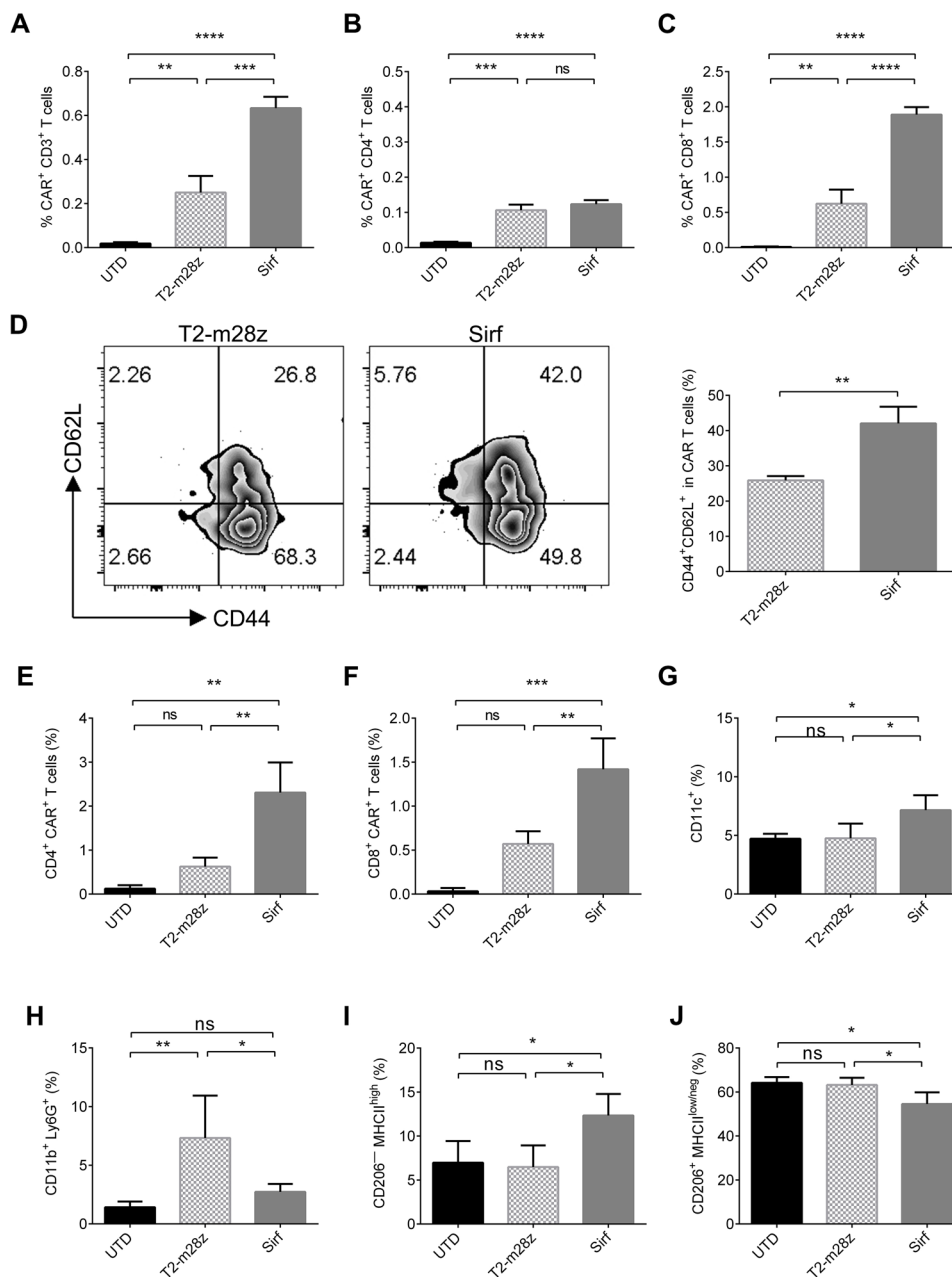 A
B
C
****
**
***
% CAR⁺ CD3⁺ T cells
0.8
0.6
0.4
0.2
0.0
UTD
T2-m28z
Sirf
****
***
ns
% CAR⁺ CD4⁺ T cells
0.5
0.4
0.3
0.2
0.1
0.0
UTD
T2-m28z
Sirf
****
**
****
% CAR⁺ CD8⁺ T cells
2.5
2.0
1.5
1.0
0.5
0.0
UTD
T2-m28z
Sirf
D
T2-m28z
2.26
26.8
2.66
68.3
Sirf
5.76
42.0
2.44
49.8
CD62L
CD44
**
CD44⁺CD62L⁺ in CAR T cells (%)
50
40
30
20
10
0
T2-m28z
Sirf
E
**
ns
**
CD4⁺ CAR⁺ T cells (%)
4
3
2
1
0
UTD
T2-m28z
Sirf
F
***
ns
**
CD8⁺ CAR⁺ T cells (%)
2.0
1.5
1.0
0.5
0.0
UTD
T2-m28z
Sirf
G
*
ns
*
CD11c⁺ (%)
15
10
5
0
UTD
T2-m28z
Sirf
H
ns
**
*
CD11b⁺ Ly6G⁺ (%)
15
10
5
0
UTD
T2-m28z
Sirf
I
*
ns
*
CD206⁻ MHCII^high (%)
20
15
10
5
0
UTD
T2-m28z
Sirf
J
*
ns
*
CD206⁺ MHCII^low/neg (%)
80
60
40
20
0
UTD
T2-m28z
Sirf